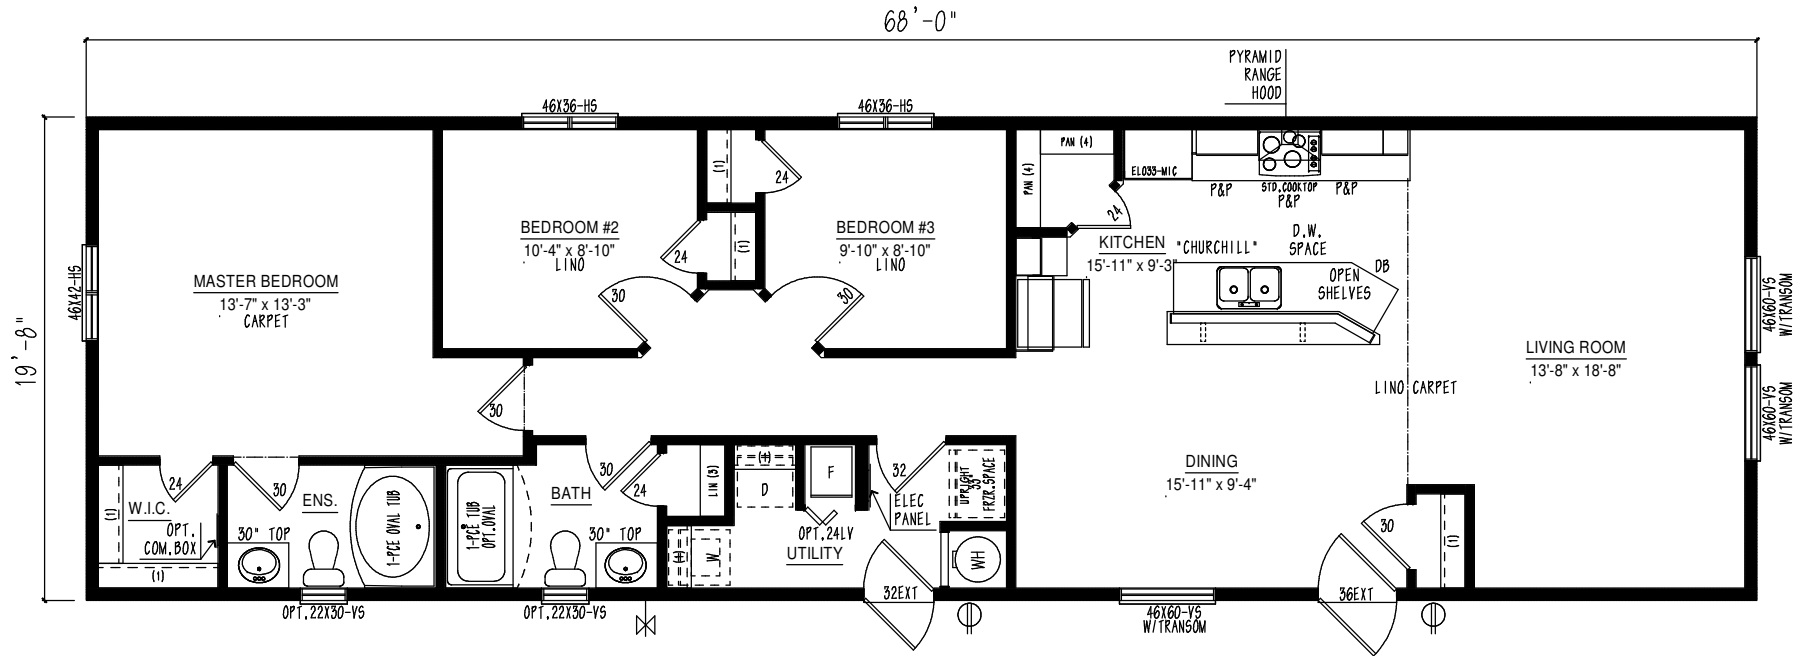 68'-0"
PYRAMID
RANGE
HOOD
46X36-HS
46X36-HS
19'-8"
46X42-HS
MASTER BEDROOM
13'-7" x 13'-3"
CARPET
BEDROOM #2
10'-4" x 8'-10"
LINO
30
24
(1)
(1)
24
BEDROOM #3
9'-10" x 8'-10"
LINO
30
PAN (4)
PAN (4)
24
EL033-MIC
P&P
STD.COOKTOP
P&P
P&P
KITCHEN
15'-11" x 9'-3"
"CHURCHILL"
D.W.
SPACE
OPEN
SHELVES
DB
LINO
CARPET
LIVING ROOM
13'-8" x 18'-8"
46X60-VS
W/TRANSOM
46X60-VS
W/TRANSOM
30
24
W.I.C.
(1)
OPT.
COM.BOX
(1)
30
ENS.
30" TOP
1-PCE OVAL TUB
1-PCE TUB
OPT.OVAL
BATH
30
24
30" TOP
LIN (3)
(1)
D
(1)
W
F
OPT.24LV
UTILITY
32
ELEC
PANEL
UPRIGHT
33"
FRZR.SPACE
WH
32EXT
DINING
15'-11" x 9'-4"
30
(1)
36EXT
OPT.22X30-VS
OPT.22X30-VS
46X60-VS
W/TRANSOM